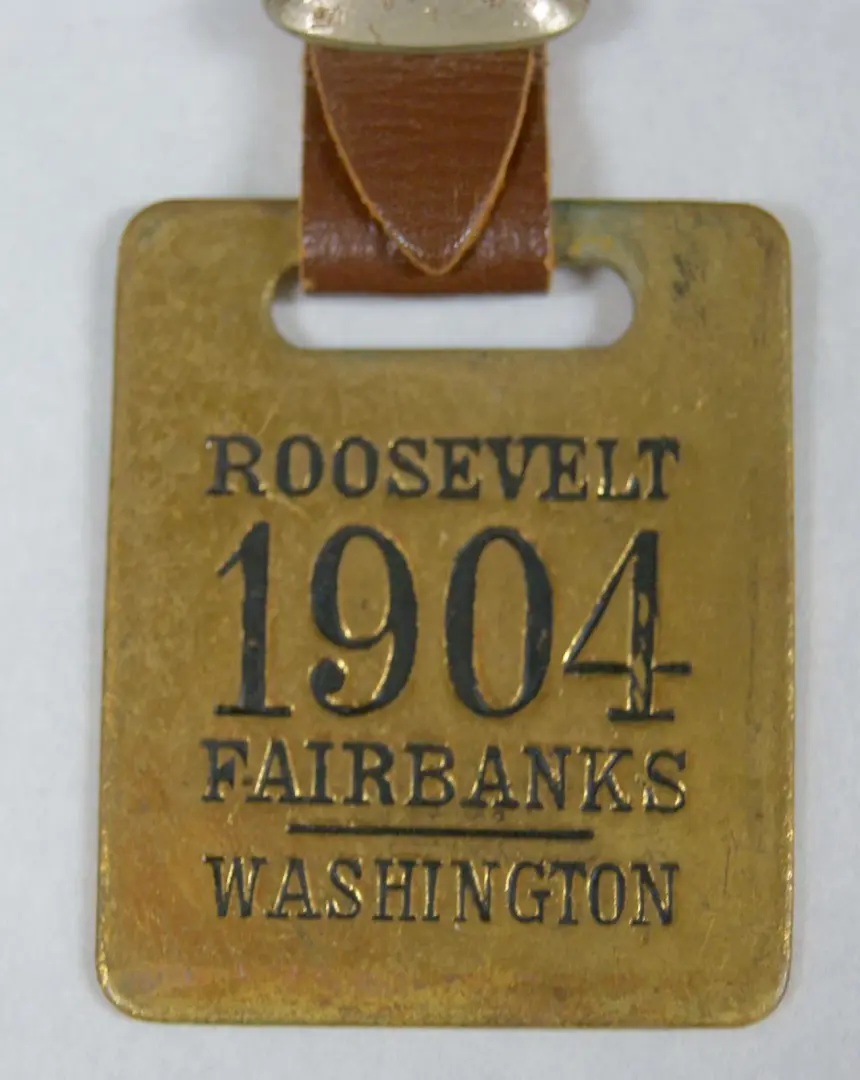 ROOSEVELT
1904
FAIRBANKS
WASHINGTON